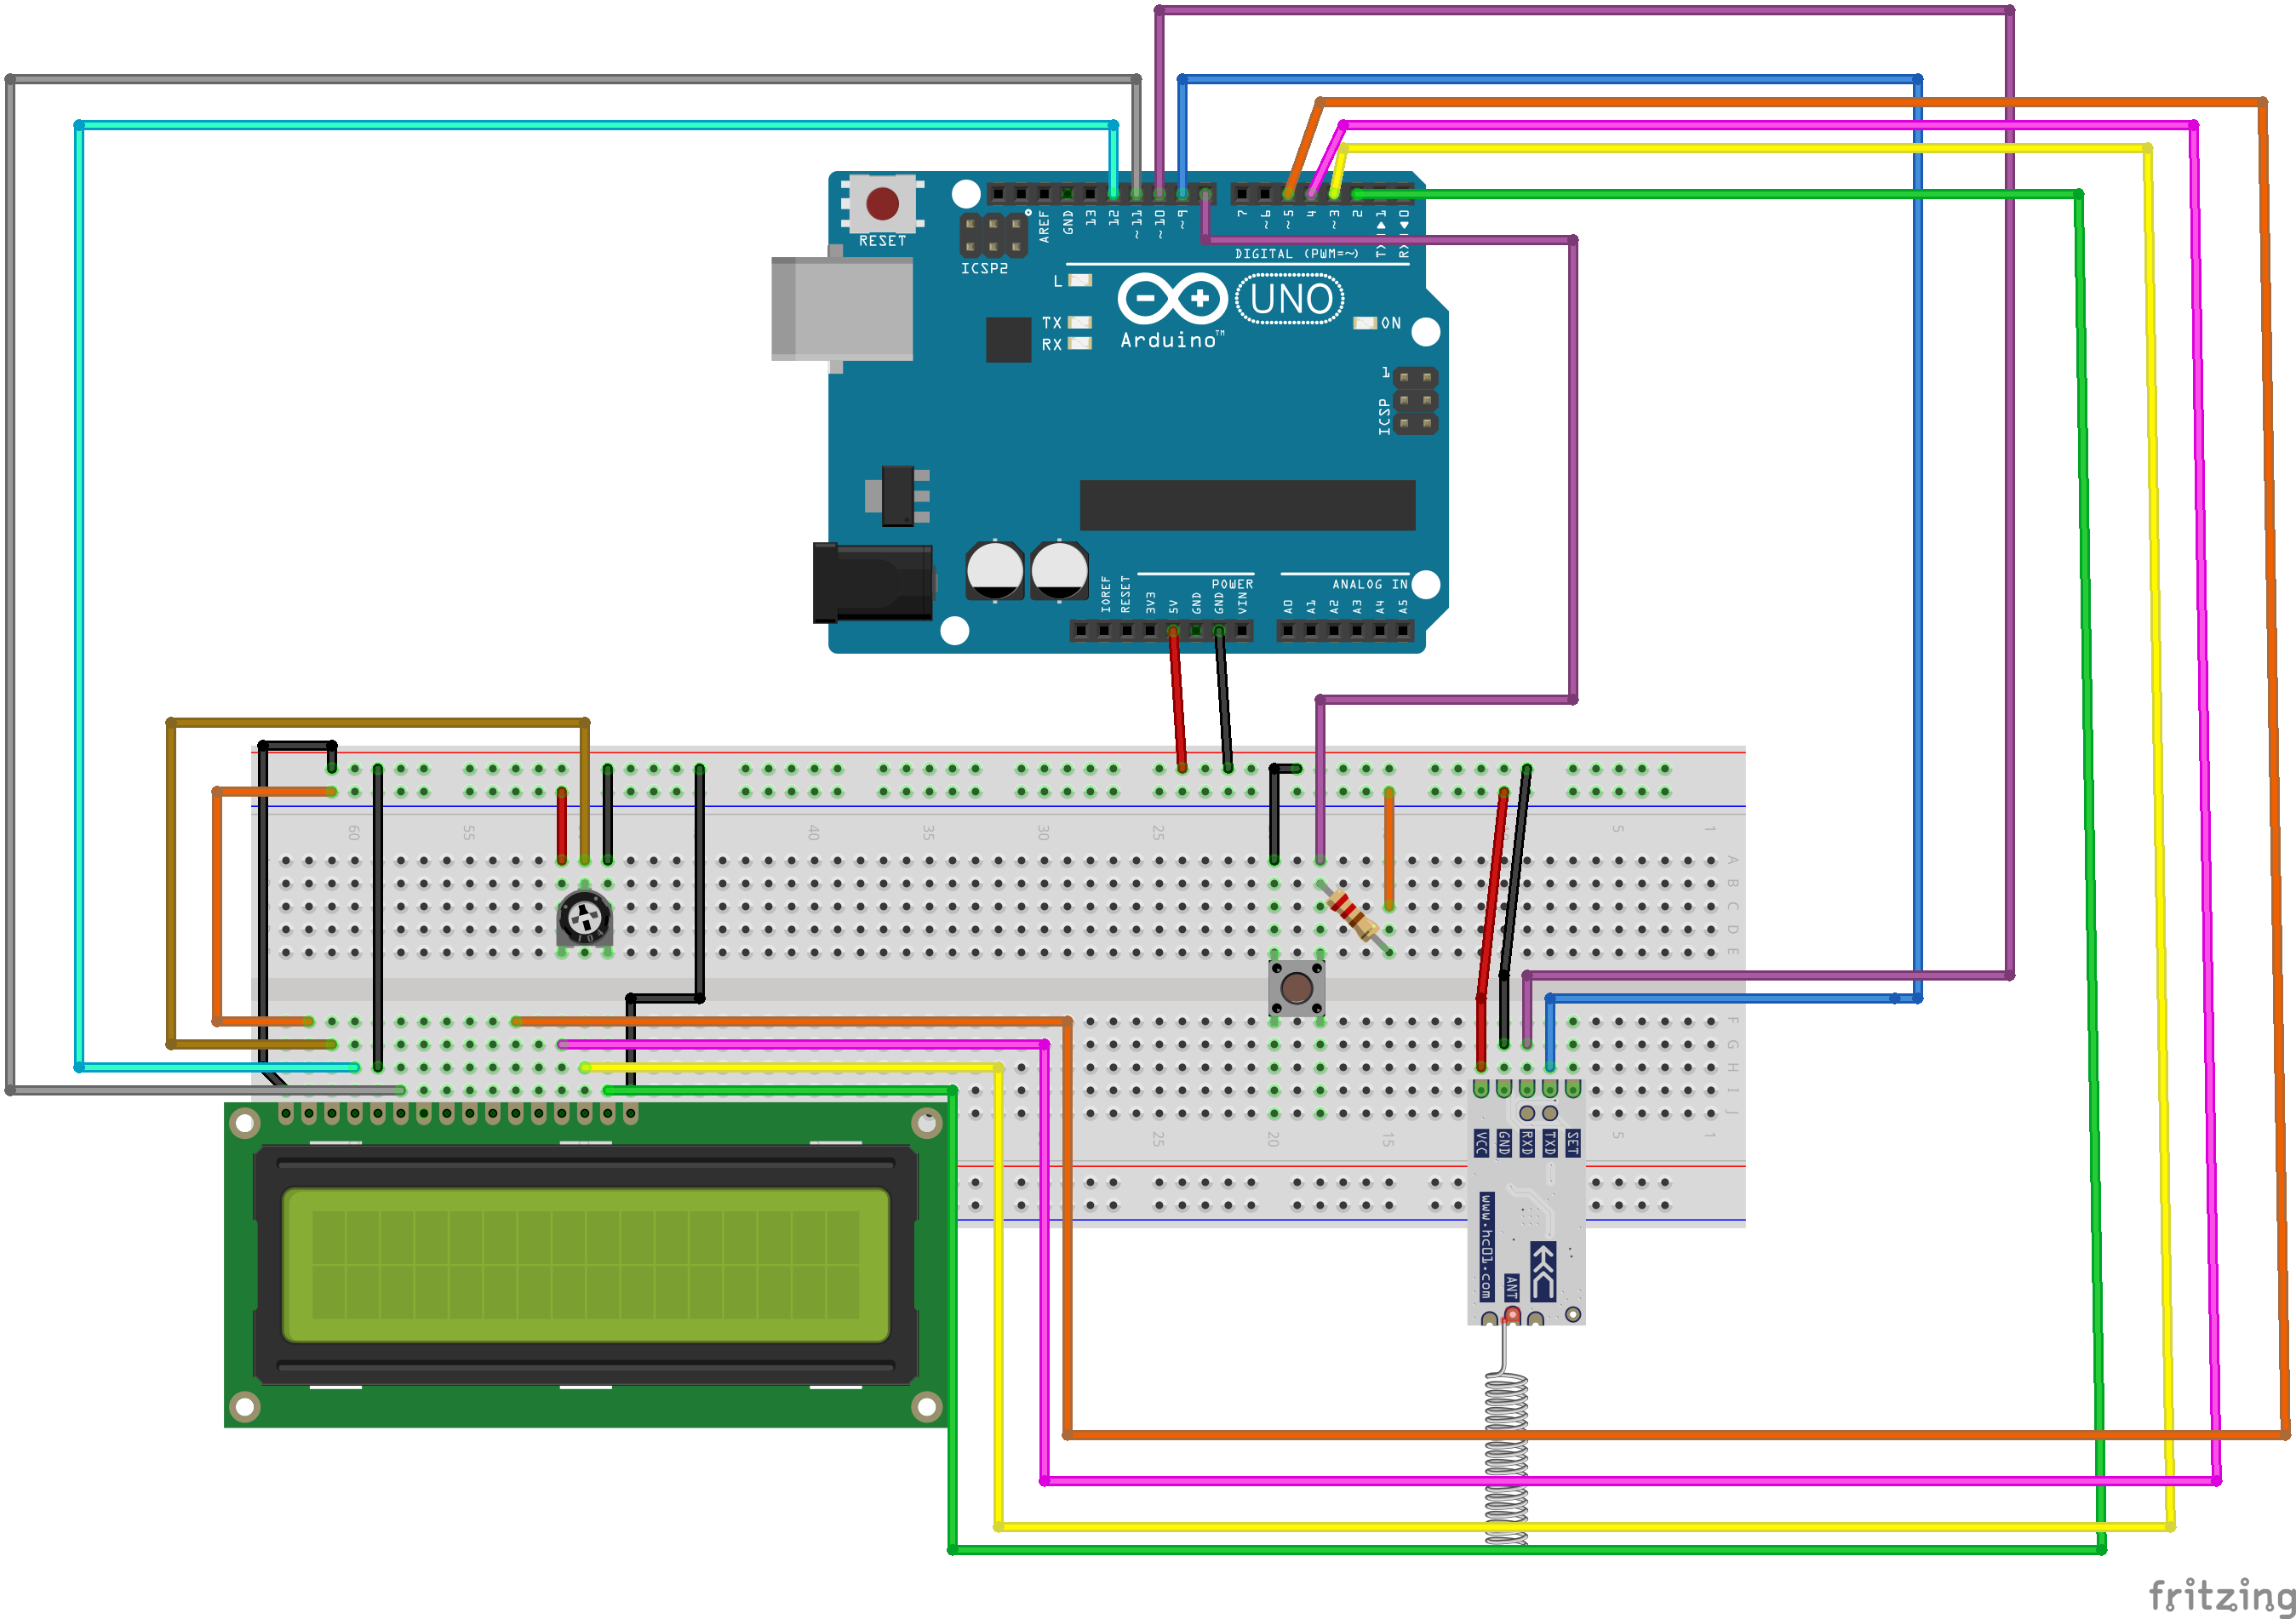 RESET
ICSP2
AREF
GND
13
12
~11
~10
~9
7
~6
~5
4
~3
2
TX▶1
RX◀0
DIGITAL (PWM=~)
L
TX
RX
UNO
Arduino™
ON
1
ICSP
IOREF
RESET
3V3
5V
GND
GND
VIN
POWER
ANALOG IN
A0
A1
A2
A3
A4
A5
60
55
40
35
30
25
5
1
A
B
C
D
E
F
G
H
I
J
25
20
15
5
1
VCC
GND
RXD
TXD
SET
www.hc01.com
ANT
HC
fritzing